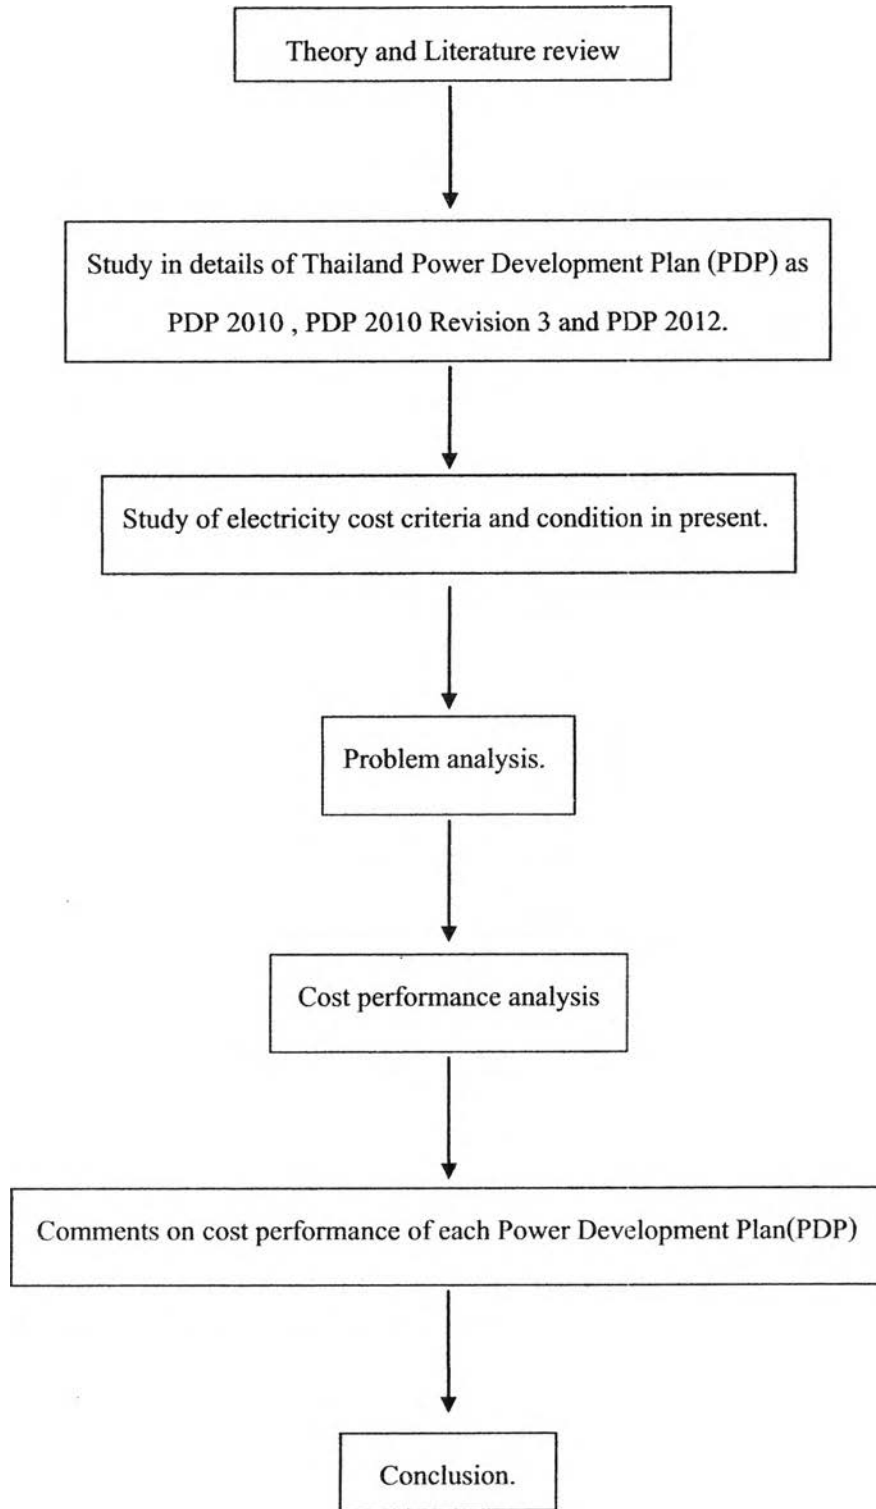 Theory and Literature review
Study in details of Thailand Power Development Plan (PDP) as
PDP 2010 , PDP 2010 Revision 3 and PDP 2012.
Study of electricity cost criteria and condition in present.
Problem analysis.
Cost performance analysis
Comments on cost performance of each Power Development Plan(PDP)
Conclusion.